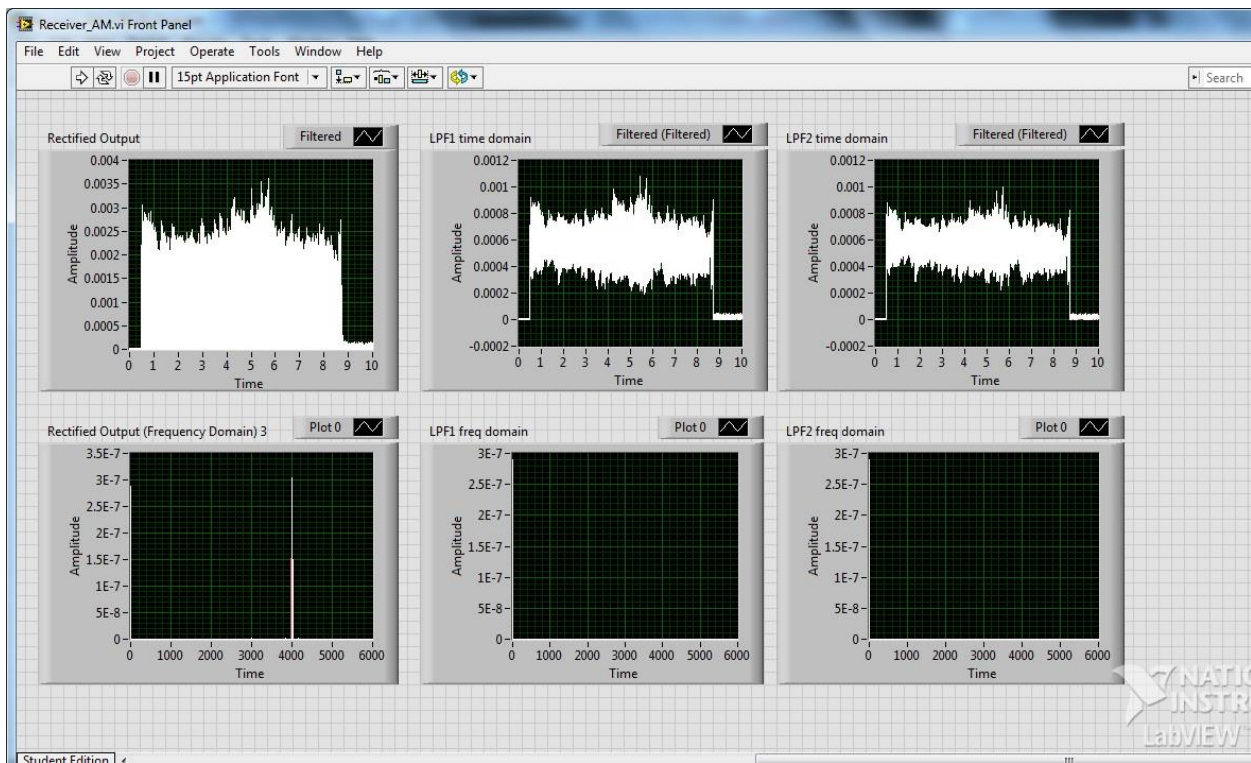 Receiver_AM.vi Front Panel
File Edit View Project Operate Tools Window Help
15pt Application Font
Search
Rectified Output
Filtered
0.004
0.0035
0.003
0.0025
0.002
0.0015
0.001
0.0005
0
Amplitude
0 1 2 3 4 5 6 7 8 9 10
Time
LPF1 time domain
Filtered (Filtered)
0.0012
0.001
0.0008
0.0006
0.0004
0.0002
0
-0.0002
Amplitude
0 1 2 3 4 5 6 7 8 9 10
Time
LPF2 time domain
Filtered (Filtered)
0.0012
0.001
0.0008
0.0006
0.0004
0.0002
0
-0.0002
Amplitude
0 1 2 3 4 5 6 7 8 9 10
Time
Rectified Output (Frequency Domain) 3
Plot 0
3.5E-7
3E-7
2.5E-7
2E-7
1.5E-7
1E-7
5E-8
0
Amplitude
0 1000 2000 3000 4000 5000 6000
Time
LPF1 freq domain
Plot 0
3E-7
2.5E-7
2E-7
1.5E-7
1E-7
5E-8
0
Amplitude
0 1000 2000 3000 4000 5000 6000
Time
LPF2 freq domain
Plot 0
3E-7
2.5E-7
2E-7
1.5E-7
1E-7
5E-8
0
Amplitude
0 1000 2000 3000 4000 5000 6000
Time
NATIO
INSTR
LabVIEW
Student Edition